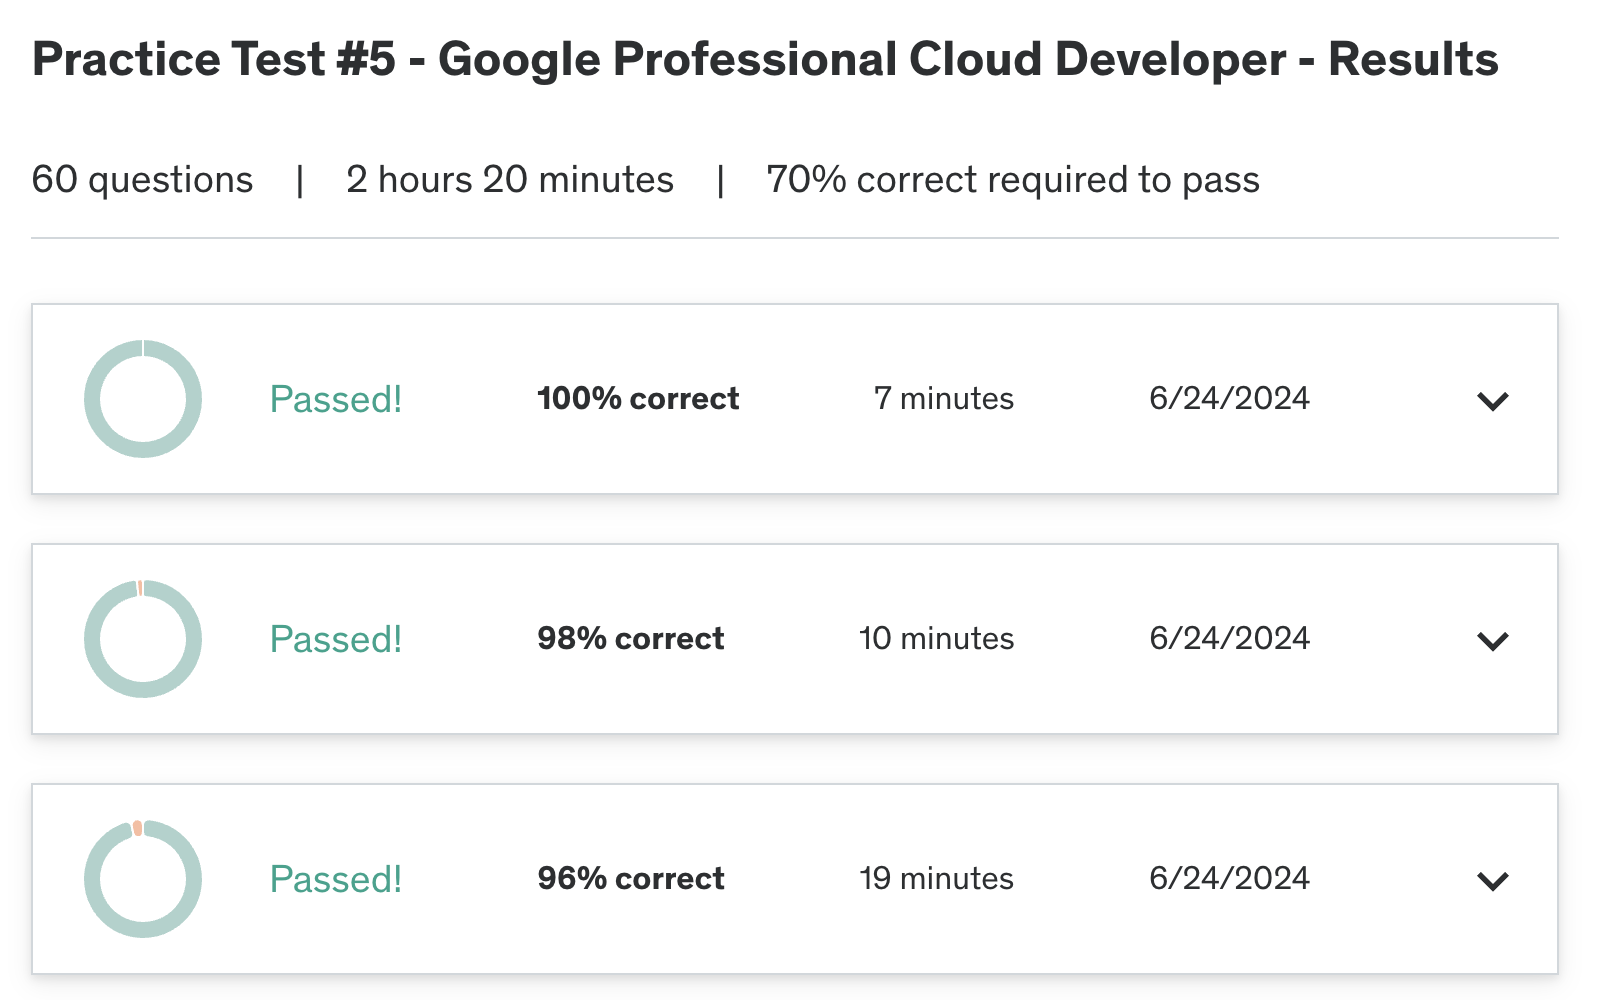 Practice Test #5 - Google Professional Cloud Developer - Results
60 questions | 2 hours 20 minutes | 70% correct required to pass
Passed! 100% correct 7 minutes 6/24/2024
Passed! 98% correct 10 minutes 6/24/2024
Passed! 96% correct 19 minutes 6/24/2024